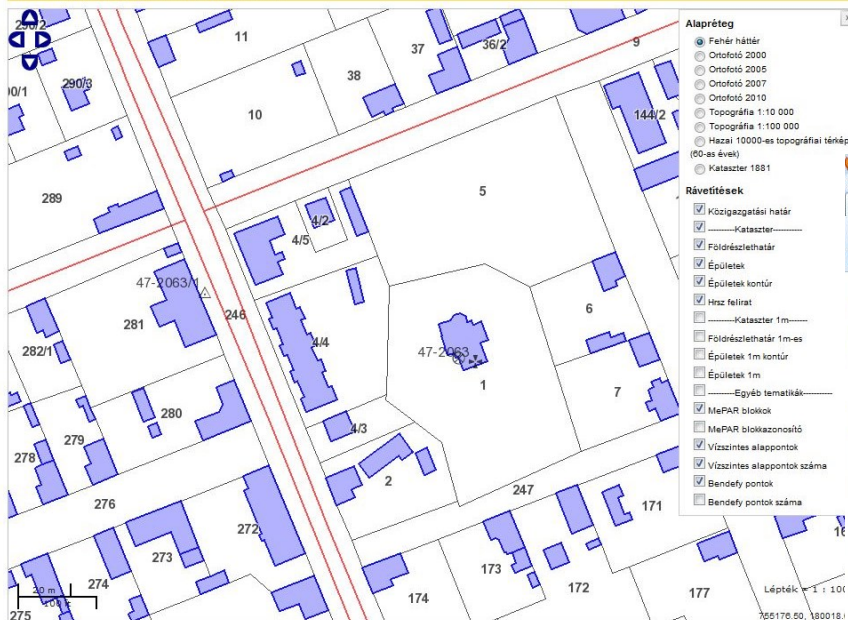 290/2
11
37
36/2
9
Alapréteg
Fehér háttér
Ortofotó 2000
Ortofotó 2005
Ortofotó 2007
Ortofotó 2010
Topográfia 1:10 000
Topográfia 1:100 000
Hazai 10000-es topográfiai térkép
(60-as évek)
Kataszter 1881
Rávetítések
Közigazgatási határ
----------Kataszter----------
Földrészlethatár
Épületek
Épületek kontúr
Hrsz felirat
----------Kataszter 1m-------
Földrészlethatár 1m-es
Épületek 1m kontúr
Épületek 1m
----------Egyéb tematikák----------
MePAR blokkok
MePAR blokkazonosító
Vízszintes alappontok
Vízszintes alappontok száma
Bendefy pontok
Bendefy pontok száma
290/3
38
10
144/2
289
5
4/2
4/5
47-2063/1
246
281
6
282/1
4/4
47-2063
1
7
280
4/3
279
278
2
247
276
171
272
273
173
274
172
174
177
275
20 m
100 f
Lépték = 1 : 100
755176.50, 180018.